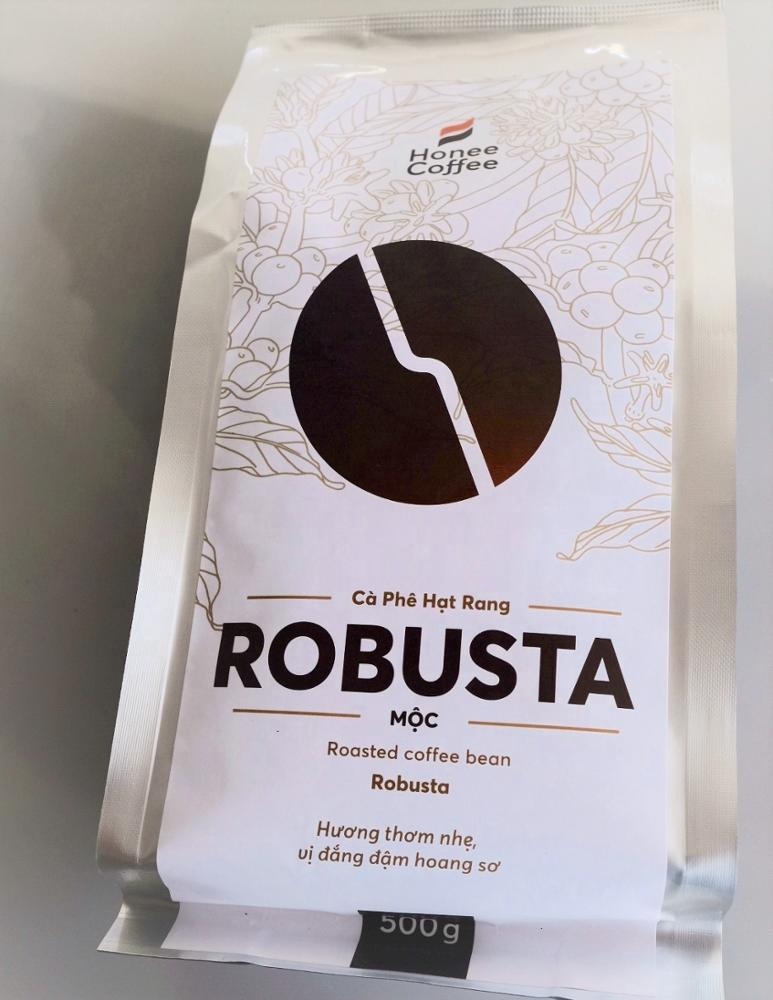 Honee
Coffee
Cà Phê Hạt Rang
ROBUSTA
MỘC
Roasted coffee bean
Robusta
Hương thơm nhẹ,
vị đắng đậm hoang sơ
500g